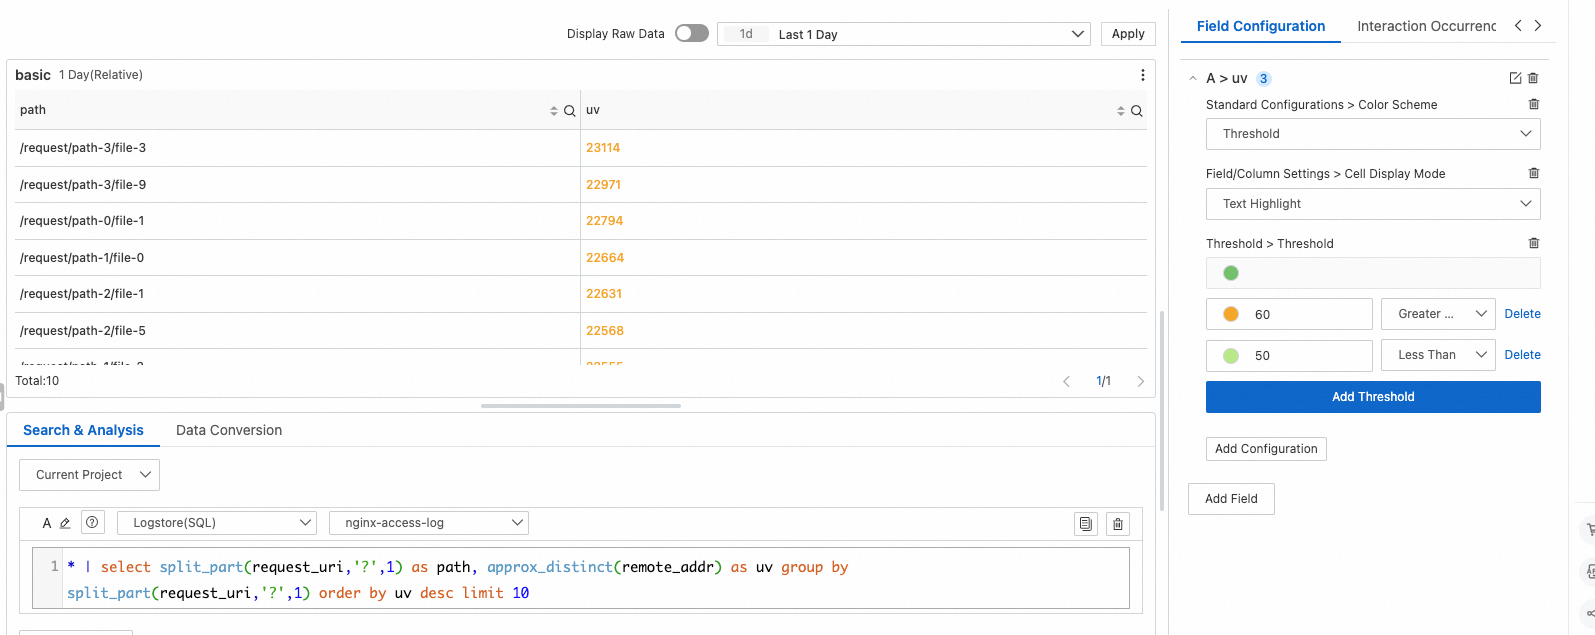 Display Raw Data 1d Last 1 Day Apply
basic 1 Day(Relative)
path uv
/request/path-3/file-3 23114
/request/path-3/file-9 22971
/request/path-0/file-1 22794
/request/path-1/file-0 22664
/request/path-2/file-1 22631
/request/path-2/file-5 22568
Total:10 1/1
Search & Analysis Data Conversion
Current Project
A Logstore(SQL) nginx-access-log
1 * | select split_part(request_uri,'?',1) as path, approx_distinct(remote_addr) as uv group by
split_part(request_uri,'?',1) order by uv desc limit 10
Field Configuration Interaction Occurrenc
A > uv 3
Standard Configurations > Color Scheme
Threshold
Field/Column Settings > Cell Display Mode
Text Highlight
Threshold > Threshold
60 Greater ... Delete
50 Less Than Delete
Add Threshold
Add Configuration
Add Field